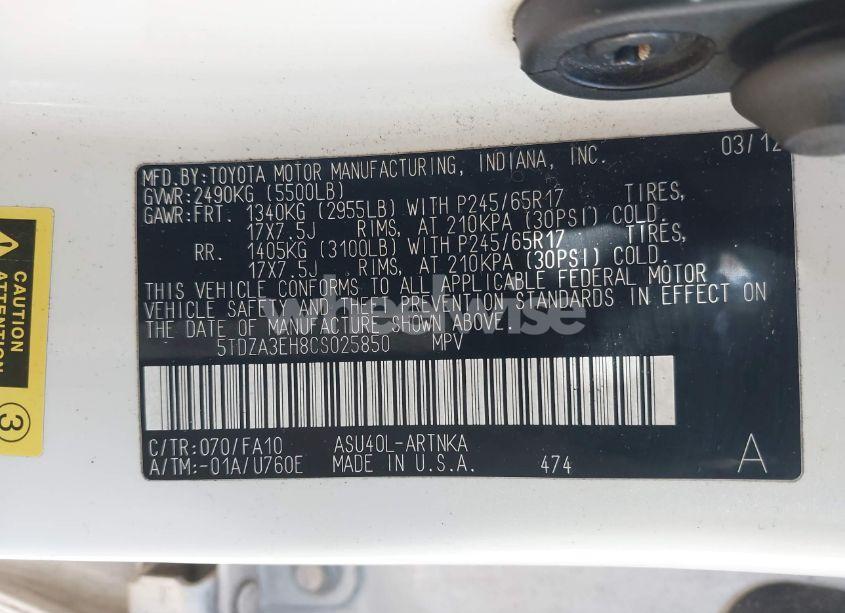 MFD.BY:TOYOTA MOTOR MANUFACTURING, INDIANA, INC. 03/12
GVWR:2490KG (5500LB)
GAWR:FRT. 1340KG (2955LB) WITH P245/65R17 TIRES,
17X7.5J RIMS, AT 210KPA (30PSI) COLD.
RR. 1405KG (3100LB) WITH P245/65R17 TIRES,
17X7.5J RIMS, AT 210KPA (30PSI) COLD.
THIS VEHICLE CONFORMS TO ALL APPLICABLE FEDERAL MOTOR
VEHICLE SAFETY AND THEFT PREVENTION STANDARDS IN EFFECT ON
THE DATE OF MANUFACTURE SHOWN ABOVE.
wheelwise
5TDZA3EH8CS025850 MPV
C/TR:070/FA10 ASU40L-ARTNKA
A/TM:-01A/U760E MADE IN U.S.A. 474 A
CAUTION
ATTENTION
3